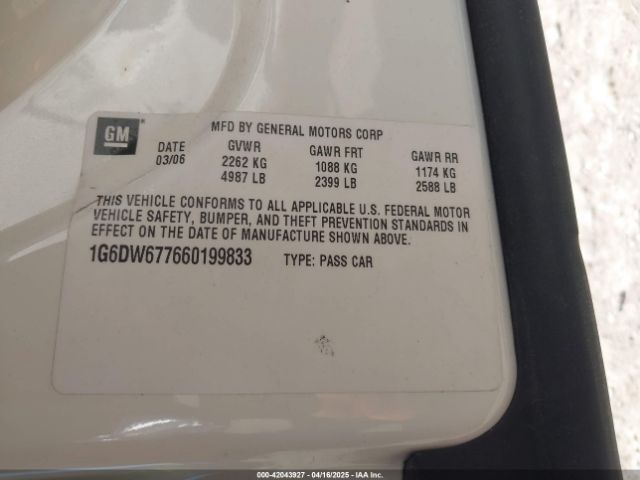 GM
MFD BY GENERAL MOTORS CORP
DATE GVWR GAWR FRT GAWR RR
03/06 2262 KG 1088 KG 1174 KG
4987 LB 2399 LB 2588 LB
THIS VEHICLE CONFORMS TO ALL APPLICABLE U.S. FEDERAL MOTOR
VEHICLE SAFETY, BUMPER, AND THEFT PREVENTION STANDARDS IN
EFFECT ON THE DATE OF MANUFACTURE SHOWN ABOVE.
1G6DW677660199833 TYPE: PASS CAR
000-42043927 - 04/16/2025 - IAA Inc.